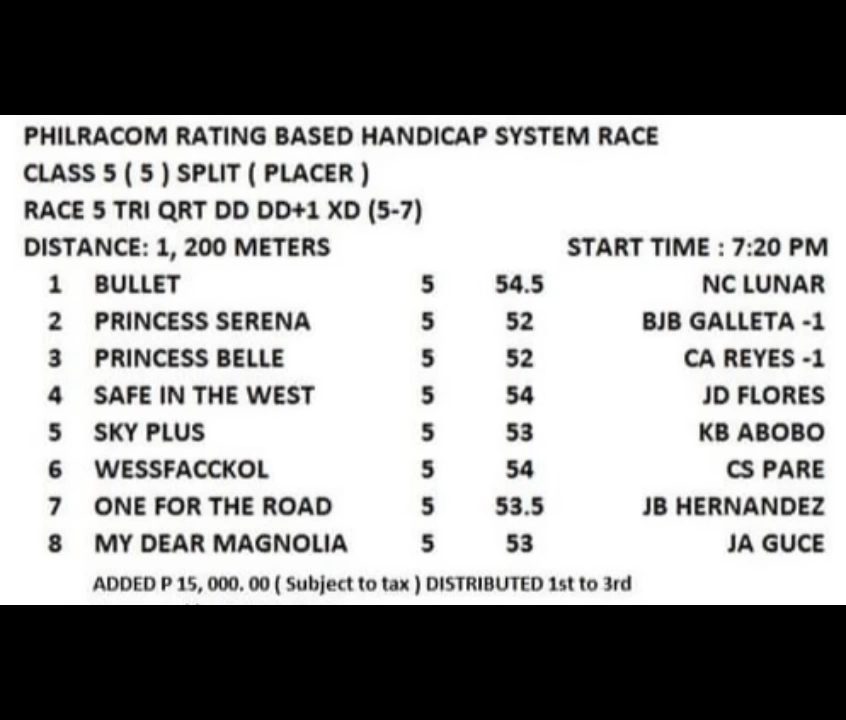 PHILRACOM RATING BASED HANDICAP SYSTEM RACE
CLASS 5 ( 5 ) SPLIT ( PLACER )
RACE 5 TRI QRT DD DD+1 XD (5-7)
DISTANCE: 1, 200 METERS START TIME : 7:20 PM
1 BULLET 5 54.5 NC LUNAR
2 PRINCESS SERENA 5 52 BJB GALLETA -1
3 PRINCESS BELLE 5 52 CA REYES -1
4 SAFE IN THE WEST 5 54 JD FLORES
5 SKY PLUS 5 53 KB ABOBO
6 WESSFACCKOL 5 54 CS PARE
7 ONE FOR THE ROAD 5 53.5 JB HERNANDEZ
8 MY DEAR MAGNOLIA 5 53 JA GUCE
ADDED P 15, 000. 00 ( Subject to tax ) DISTRIBUTED 1st to 3rd